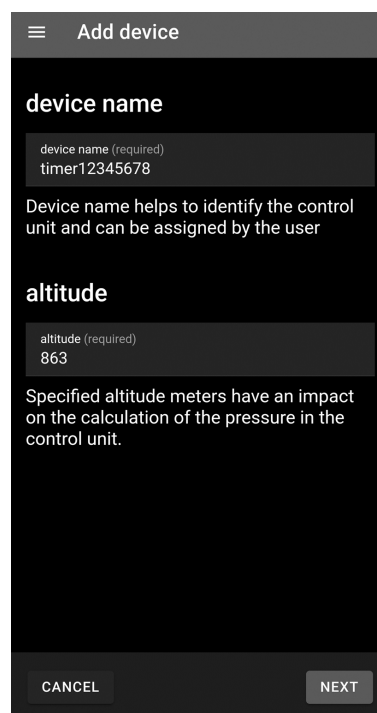 Add device
device name
device name (required)
timer12345678
Device name helps to identify the control
unit and can be assigned by the user
altitude
altitude (required)
863
Specified altitude meters have an impact
on the calculation of the pressure in the
control unit.
CANCEL
NEXT